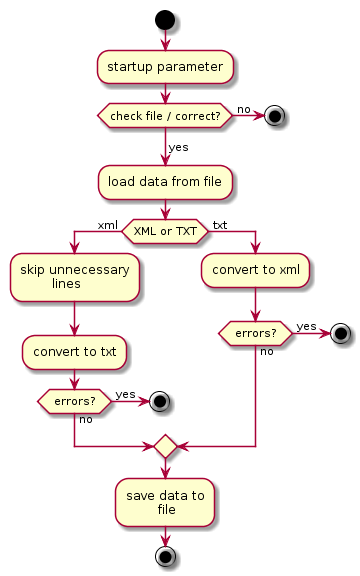 startup parameter
check file / correct?
no
yes
load data from file
xml
XML or TXT
txt
skip unnecessary
lines
convert to xml
convert to txt
errors?
yes
no
errors?
yes
no
save data to
file